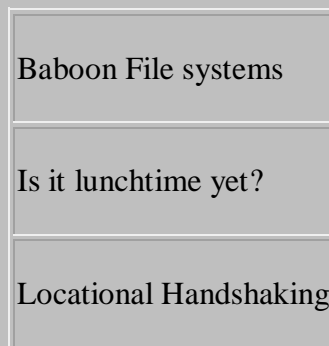 Baboon File systems
Is it lunchtime yet?
Locational Handshaking